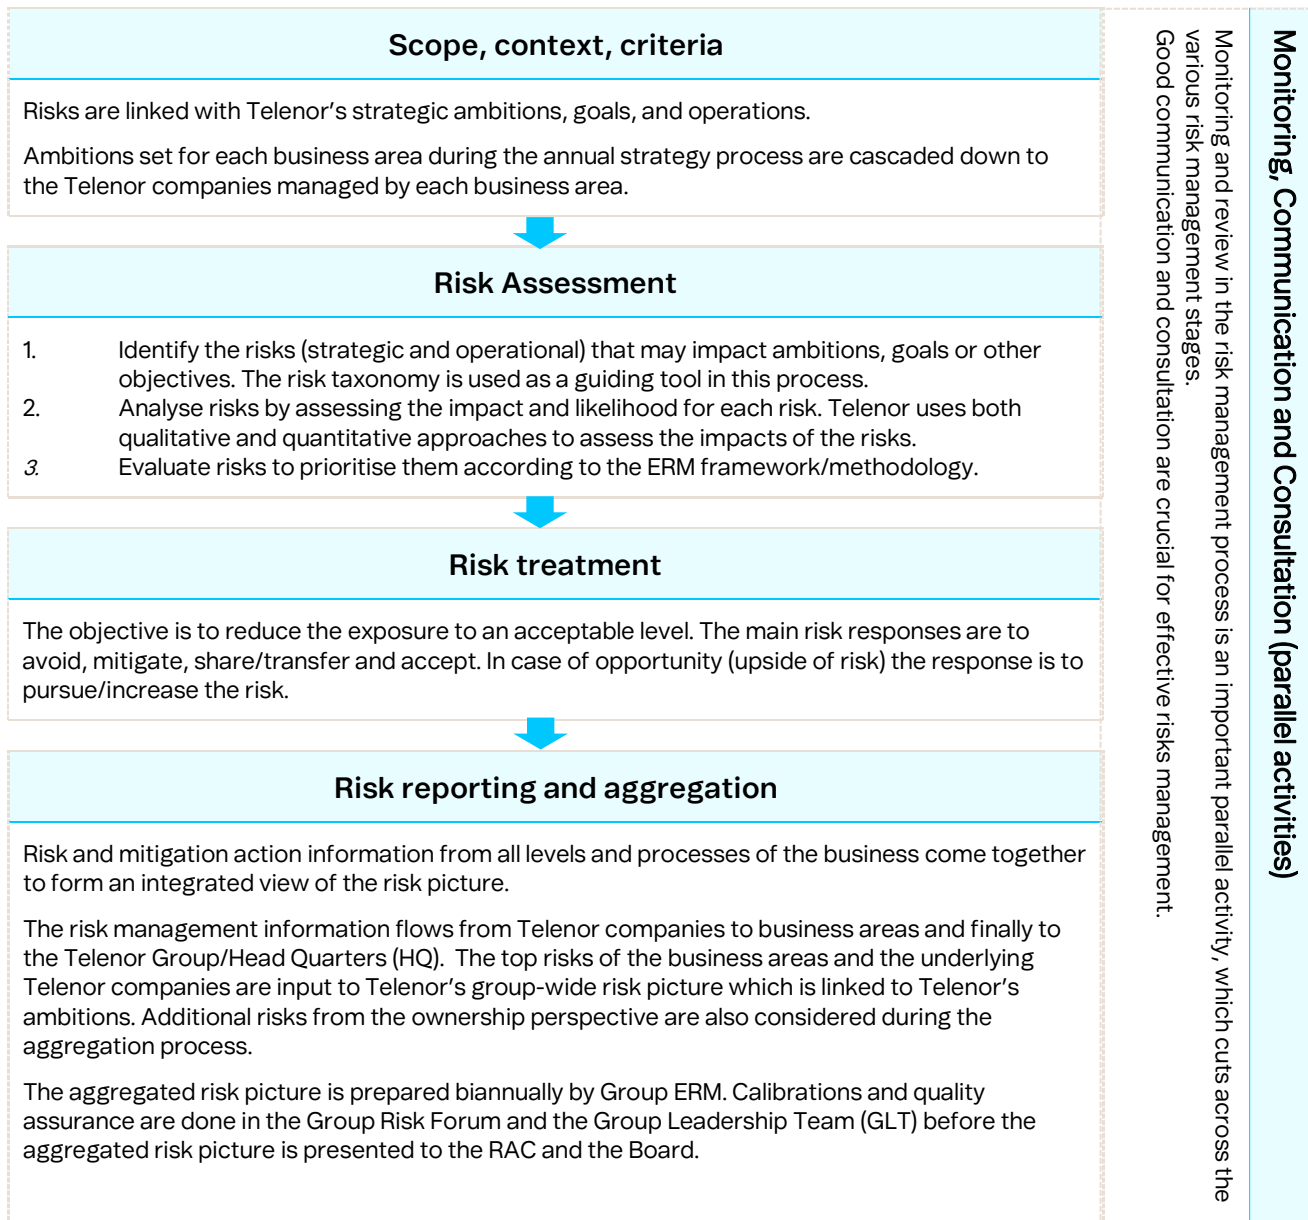 Scope, context, criteria
Risks are linked with Telenor’s strategic ambitions, goals, and operations.
Ambitions set for each business area during the annual strategy process are cascaded down to
the Telenor companies managed by each business area.
Risk Assessment
1. Identify the risks (strategic and operational) that may impact ambitions, goals or other
objectives. The risk taxonomy is used as a guiding tool in this process.
2. Analyse risks by assessing the impact and likelihood for each risk. Telenor uses both
qualitative and quantitative approaches to assess the impacts of the risks.
3. Evaluate risks to prioritise them according to the ERM framework/methodology.
Risk treatment
The objective is to reduce the exposure to an acceptable level. The main risk responses are to
avoid, mitigate, share/transfer and accept. In case of opportunity (upside of risk) the response is to
pursue/increase the risk.
Risk reporting and aggregation
Risk and mitigation action information from all levels and processes of the business come together
to form an integrated view of the risk picture.
The risk management information flows from Telenor companies to business areas and finally to
the Telenor Group/Head Quarters (HQ). The top risks of the business areas and the underlying
Telenor companies are input to Telenor’s group-wide risk picture which is linked to Telenor’s
ambitions. Additional risks from the ownership perspective are also considered during the
aggregation process.
The aggregated risk picture is prepared biannually by Group ERM. Calibrations and quality
assurance are done in the Group Risk Forum and the Group Leadership Team (GLT) before the
aggregated risk picture is presented to the RAC and the Board.
Monitoring, Communication and Consultation (parallel activities)
Monitoring and review in the risk management process is an important parallel activity, which cuts across the
various risk management stages.
Good communication and consultation are crucial for effective risks management.